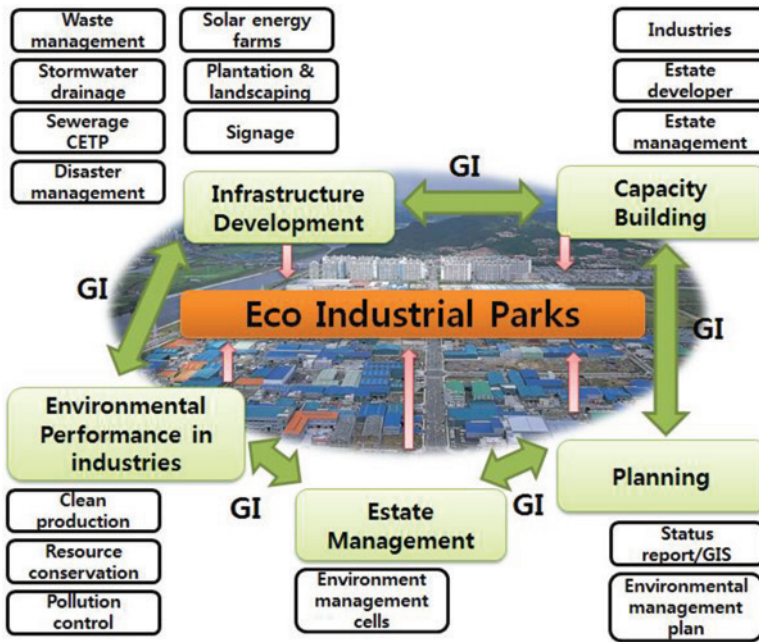 Waste
management
Solar energy
farms
Industries
Stormwater
drainage
Plantation &
landscaping
Estate
developer
Sewerage
CETP
Signage
Estate
management
Disaster
management
Infrastructure
Development
GI
Capacity
Building
GI
Eco Industrial Parks
GI
Environmental
Performance in
industries
Planning
GI
Estate
Management
GI
Clean
production
Resource
conservation
Pollution
control
Environment
management
cells
Status
report/GIS
Environmental
management
plan